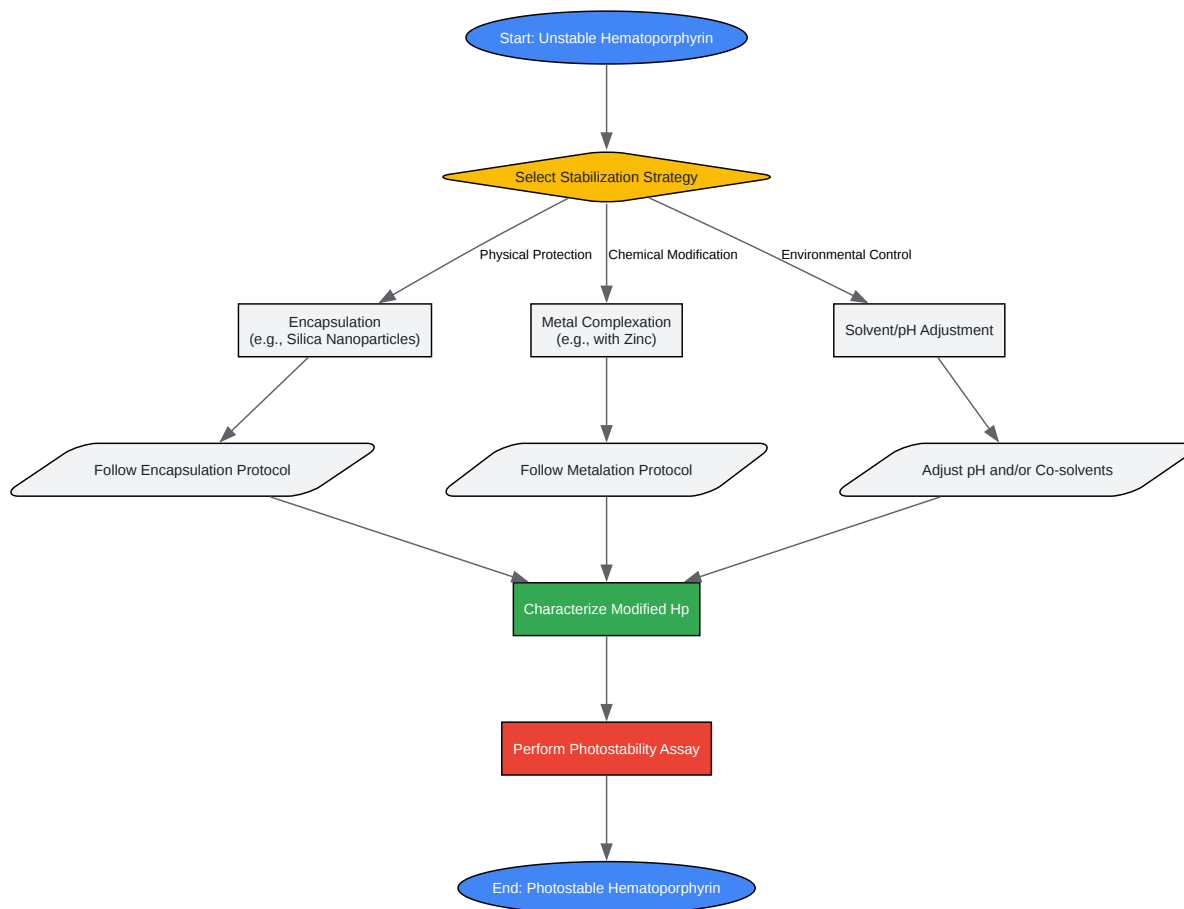 Start: Unstable Hematoporphyrin
Select Stabilization Strategy
Physical Protection
Chemical Modification
Environmental Control
Encapsulation
(e.g., Silica Nanoparticles)
Metal Complexation
(e.g., with Zinc)
Solvent/pH Adjustment
Follow Encapsulation Protocol
Follow Metalation Protocol
Adjust pH and/or Co-solvents
Characterize Modified Hp
Perform Photostability Assay
End: Photostable Hematoporphyrin